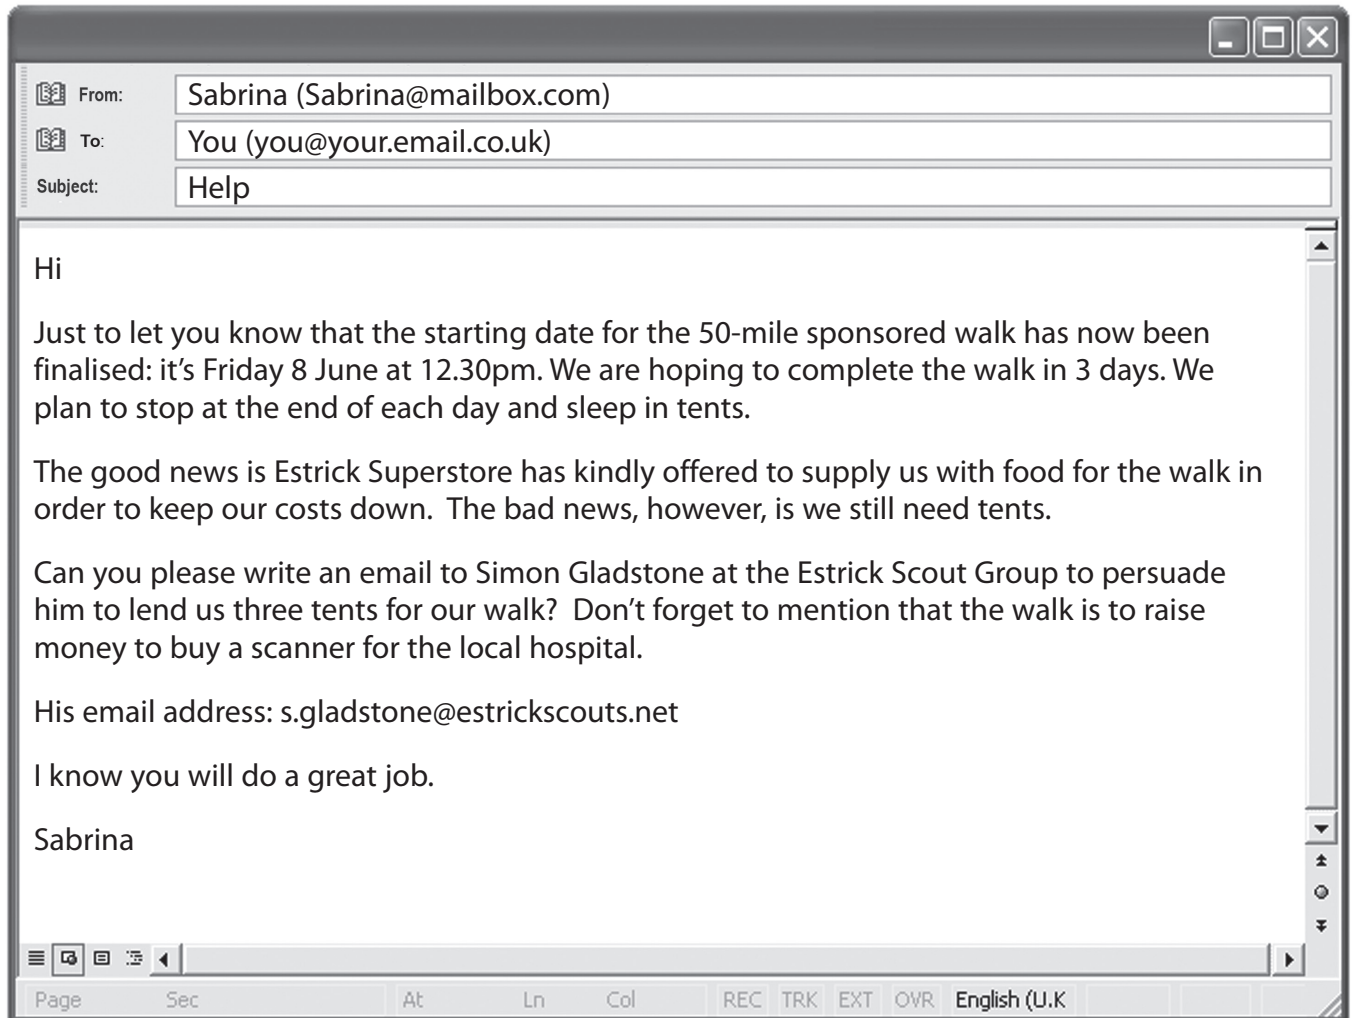 From: Sabrina (Sabrina@mailbox.com)
To: You (you@your.email.co.uk)
Subject: Help
Hi
Just to let you know that the starting date for the 50-mile sponsored walk has now been
finalised: it’s Friday 8 June at 12.30pm. We are hoping to complete the walk in 3 days. We
plan to stop at the end of each day and sleep in tents.
The good news is Estrick Superstore has kindly offered to supply us with food for the walk in
order to keep our costs down.  The bad news, however, is we still need tents.
Can you please write an email to Simon Gladstone at the Estrick Scout Group to persuade
him to lend us three tents for our walk?  Don’t forget to mention that the walk is to raise
money to buy a scanner for the local hospital.
His email address: s.gladstone@estrickscouts.net
I know you will do a great job.
Sabrina
Page Sec At Ln Col REC TRK EXT OVR English (U.K